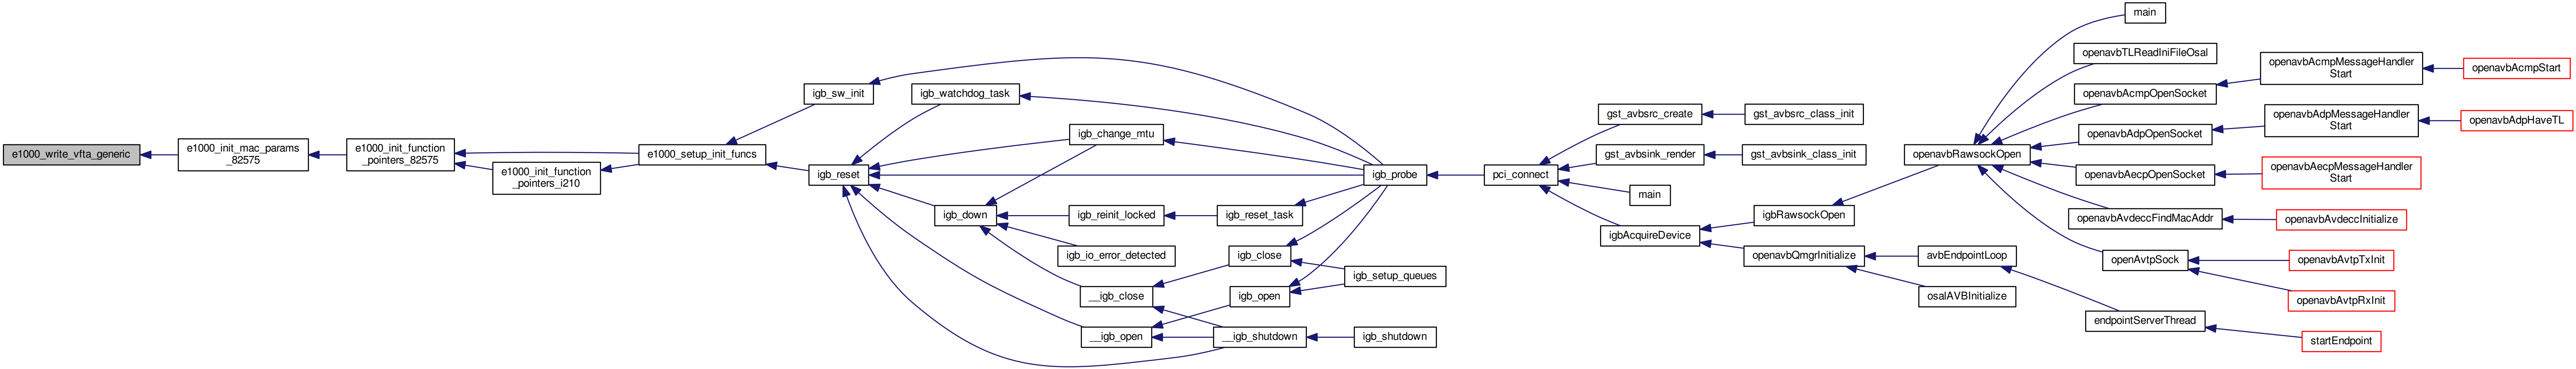 e1000_write_vfta_generic
e1000_init_mac_params
_82575
e1000_init_function
_pointers_82575
e1000_init_function
_pointers_i210
e1000_setup_init_funcs
igb_sw_init
igb_reset
igb_watchdog_task
igb_change_mtu
igb_down
igb_reinit_locked
igb_reset_task
igb_io_error_detected
__igb_close
__igb_open
igb_close
igb_open
__igb_shutdown
igb_setup_queues
igb_shutdown
igb_probe
pci_connect
gst_avbsrc_create
gst_avbsrc_class_init
gst_avbsink_render
gst_avbsink_class_init
main
igbAcquireDevice
igbRawsockOpen
openavbQmgrInitialize
avbEndpointLoop
osalAVBInitialize
openavbRawsockOpen
main
openavbTLReadIniFileOsal
openavbAcmpOpenSocket
openavbAcmpMessageHandler
Start
openavbAcmpStart
openavbAdpOpenSocket
openavbAdpMessageHandler
Start
openavbAdpHaveTL
openavbAecpOpenSocket
openavbAecpMessageHandler
Start
openavbAvdeccFindMacAddr
openavbAvdeccInitialize
openAvtpSock
openavbAvtpTxInit
openavbAvtpRxInit
endpointServerThread
startEndpoint